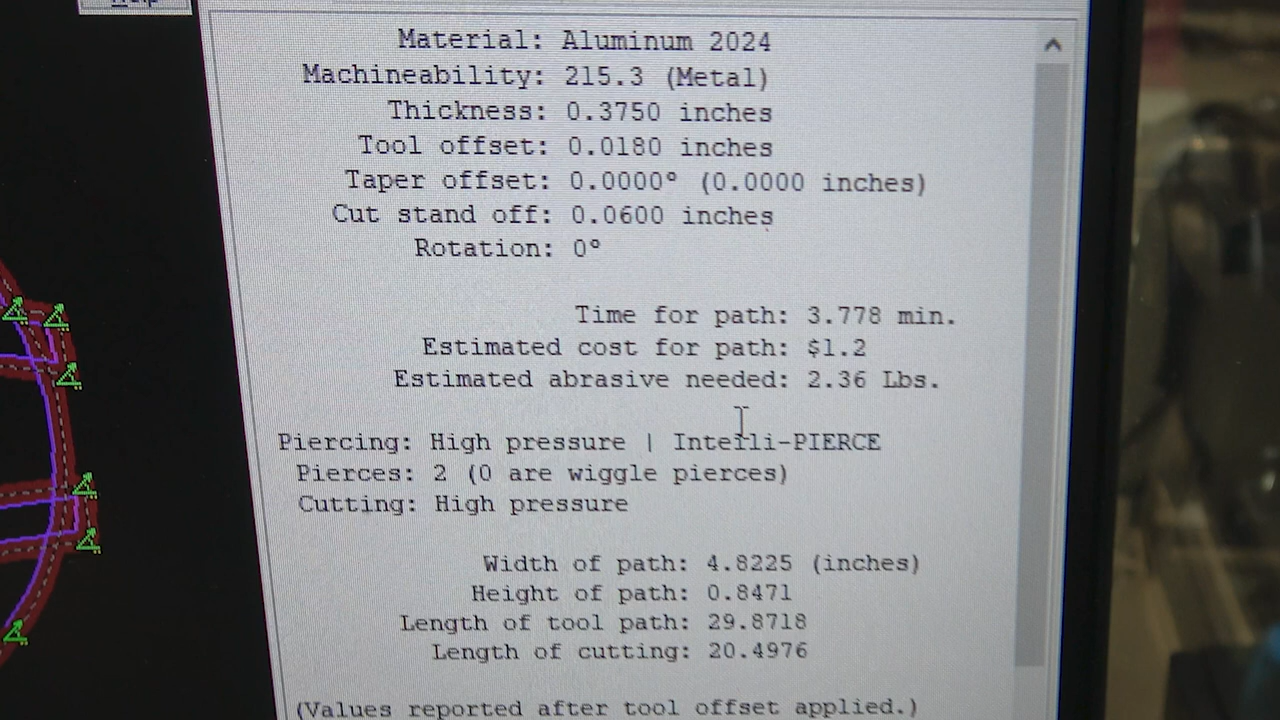 Material: Aluminum 2024
Machineability: 215.3 (Metal)
Thickness: 0.3750 inches
Tool offset: 0.0180 inches
Taper offset: 0.0000° (0.0000 inches)
Cut stand off: 0.0600 inches
Rotation: 0°
Time for path: 3.778 min.
Estimated cost for path: $1.2
Estimated abrasive needed: 2.36 Lbs.
Piercing: High pressure | Intelli-PIERCE
Pierces: 2 (0 are wiggle pierces)
Cutting: High pressure
Width of path: 4.8225 (inches)
Height of path: 0.8471
Length of tool path: 29.8718
Length of cutting: 20.4976
(Values reported after tool offset applied.)